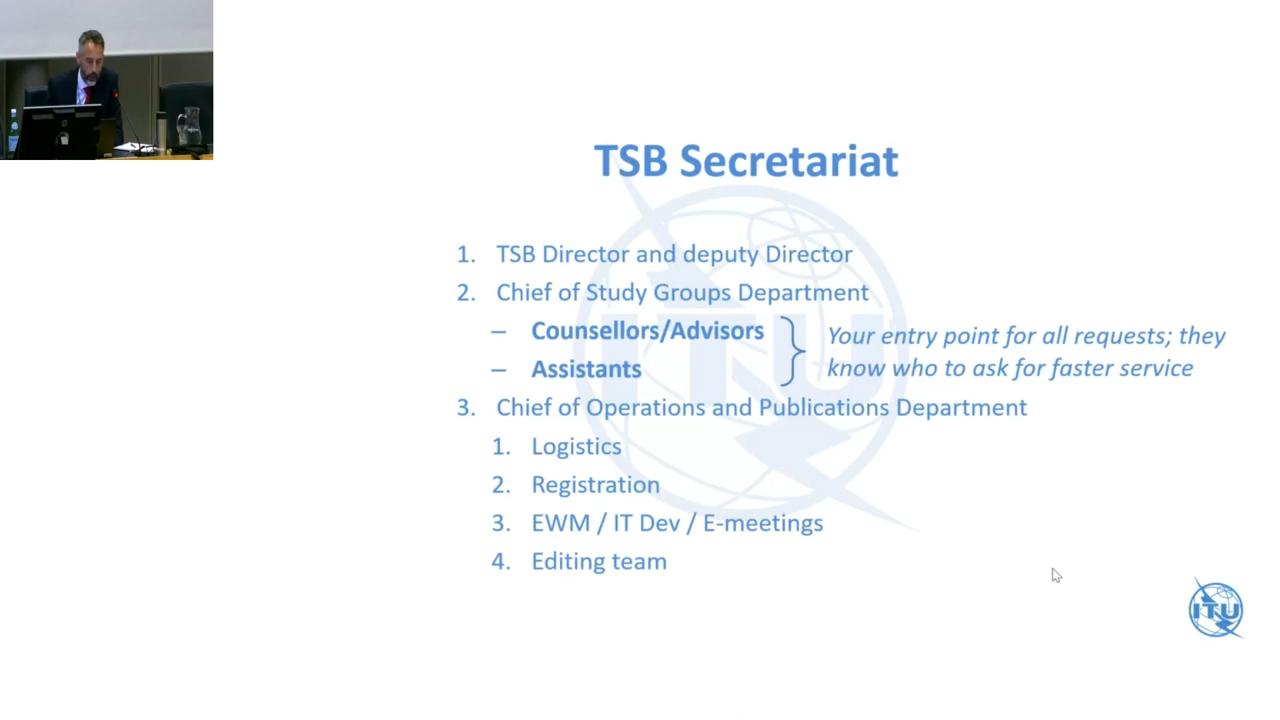 TSB Secretariat
1. TSB Director and deputy Director
2. Chief of Study Groups Department
– Counsellors/Advisors
– Assistants
Your entry point for all requests; they
know who to ask for faster service
3. Chief of Operations and Publications Department
1. Logistics
2. Registration
3. EWM / IT Dev / E-meetings
4. Editing team
ITU
ITU